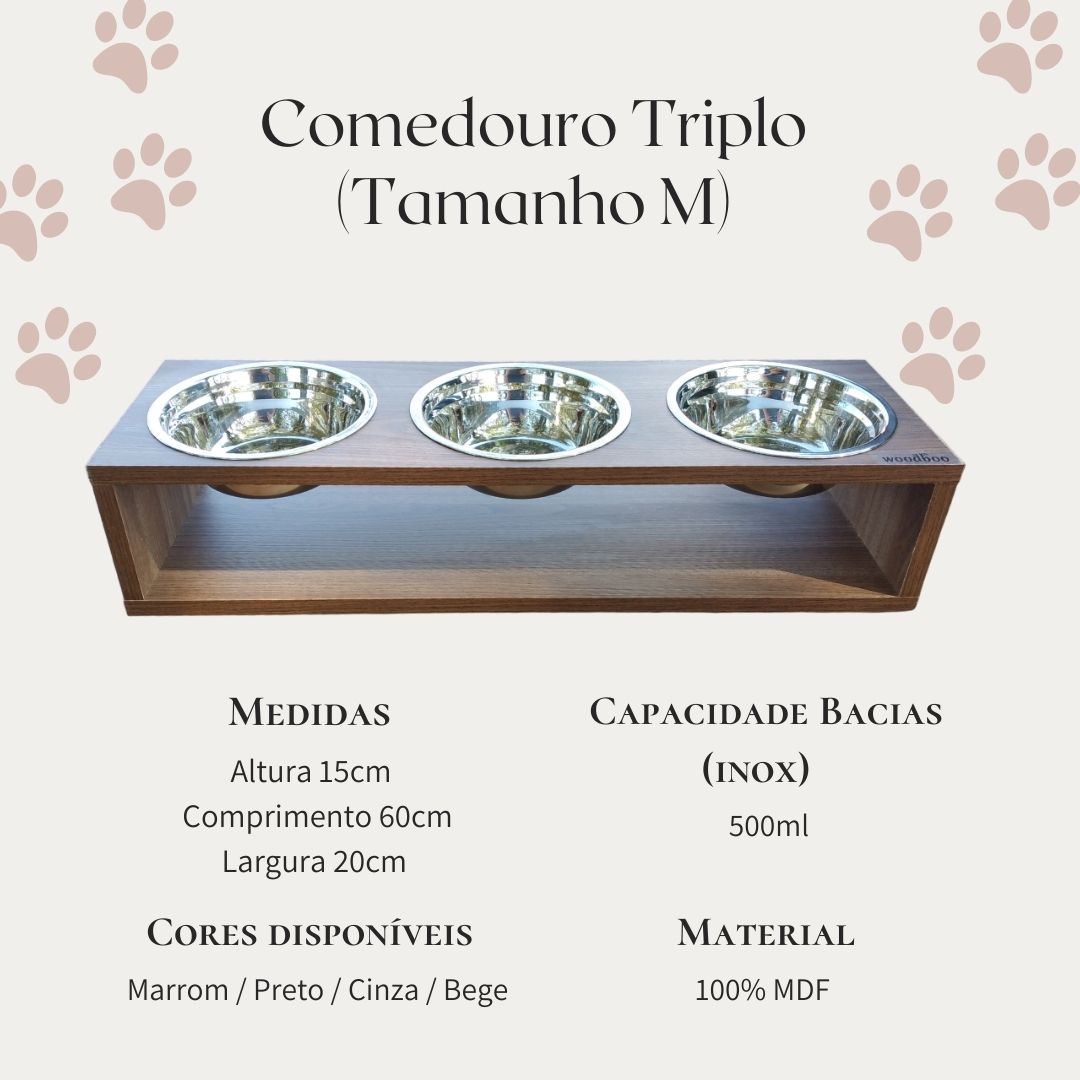 Comedouro Triplo
(Tamanho M)
woodboo
Medidas
Altura 15cm
Comprimento 60cm
Largura 20cm
Capacidade Bacias
(inox)
500ml
Cores disponíveis
Marrom / Preto / Cinza / Bege
Material
100% MDF